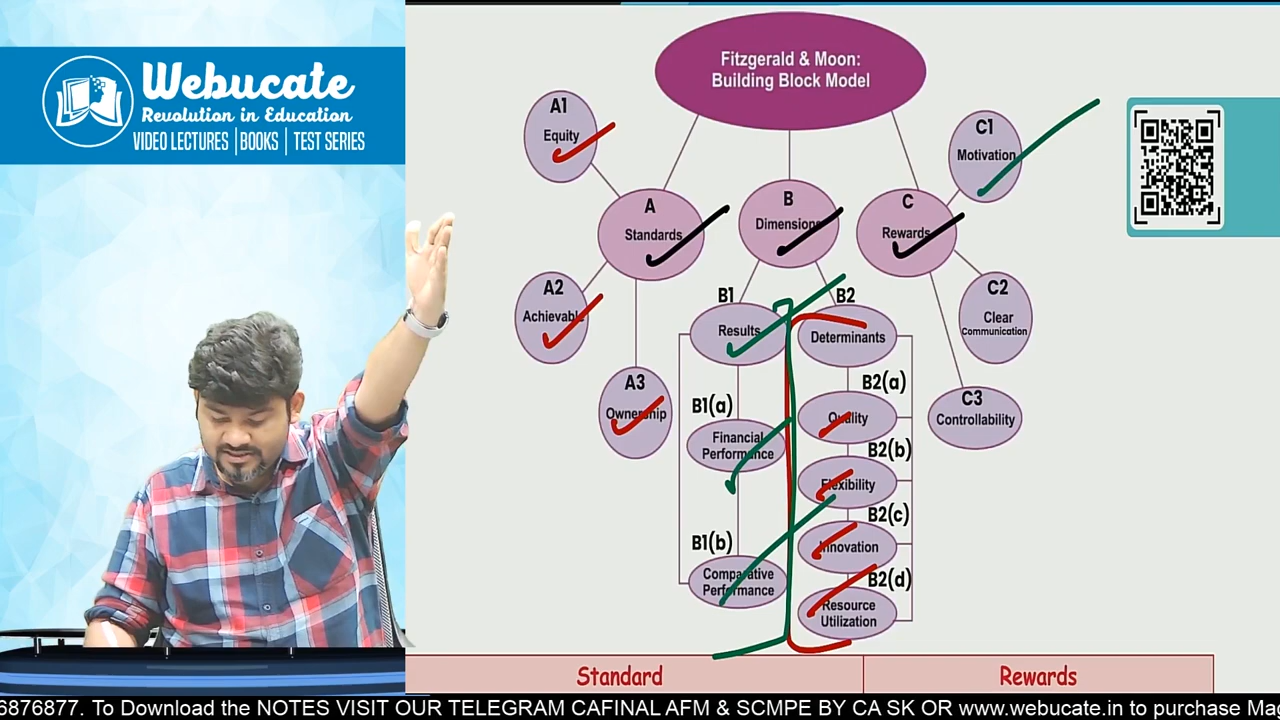 Webucate
Revolution in Education
VIDEO LECTURES | BOOKS | TEST SERIES
Fitzgerald & Moon:
Building Block Model
A1
Equity
A
Standards
A2
Achievable
A3
Ownership
B
Dimensions
B1
Results
B1(a)
Financial
Performance
B1(b)
Comparative
Performance
B2
Determinants
B2(a)
Quality
B2(b)
Flexibility
B2(c)
Innovation
B2(d)
Resource
Utilization
C
Rewards
C1
Motivation
C2
Clear
Communication
C3
Controllability
Standard
Rewards
6876877. To Download the NOTES VISIT OUR TELEGRAM CAFINAL AFM & SCMPE BY CA SK OR www.webucate.in to purchase Mac